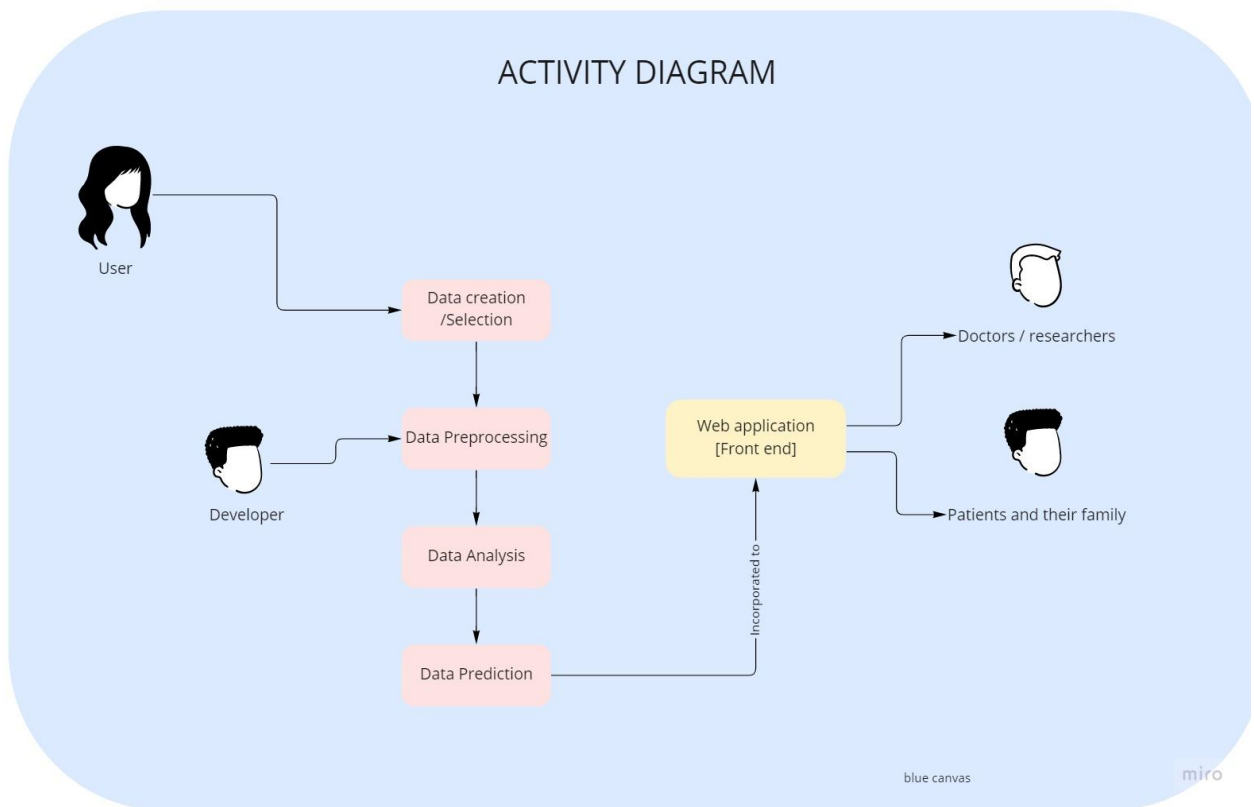 ACTIVITY DIAGRAM
User
Data creation
/Selection
Doctors / researchers
Developer
Data Preprocessing
Web application
[Front end]
Patients and their family
Data Analysis
Incorporated to
Data Prediction
blue canvas
miro